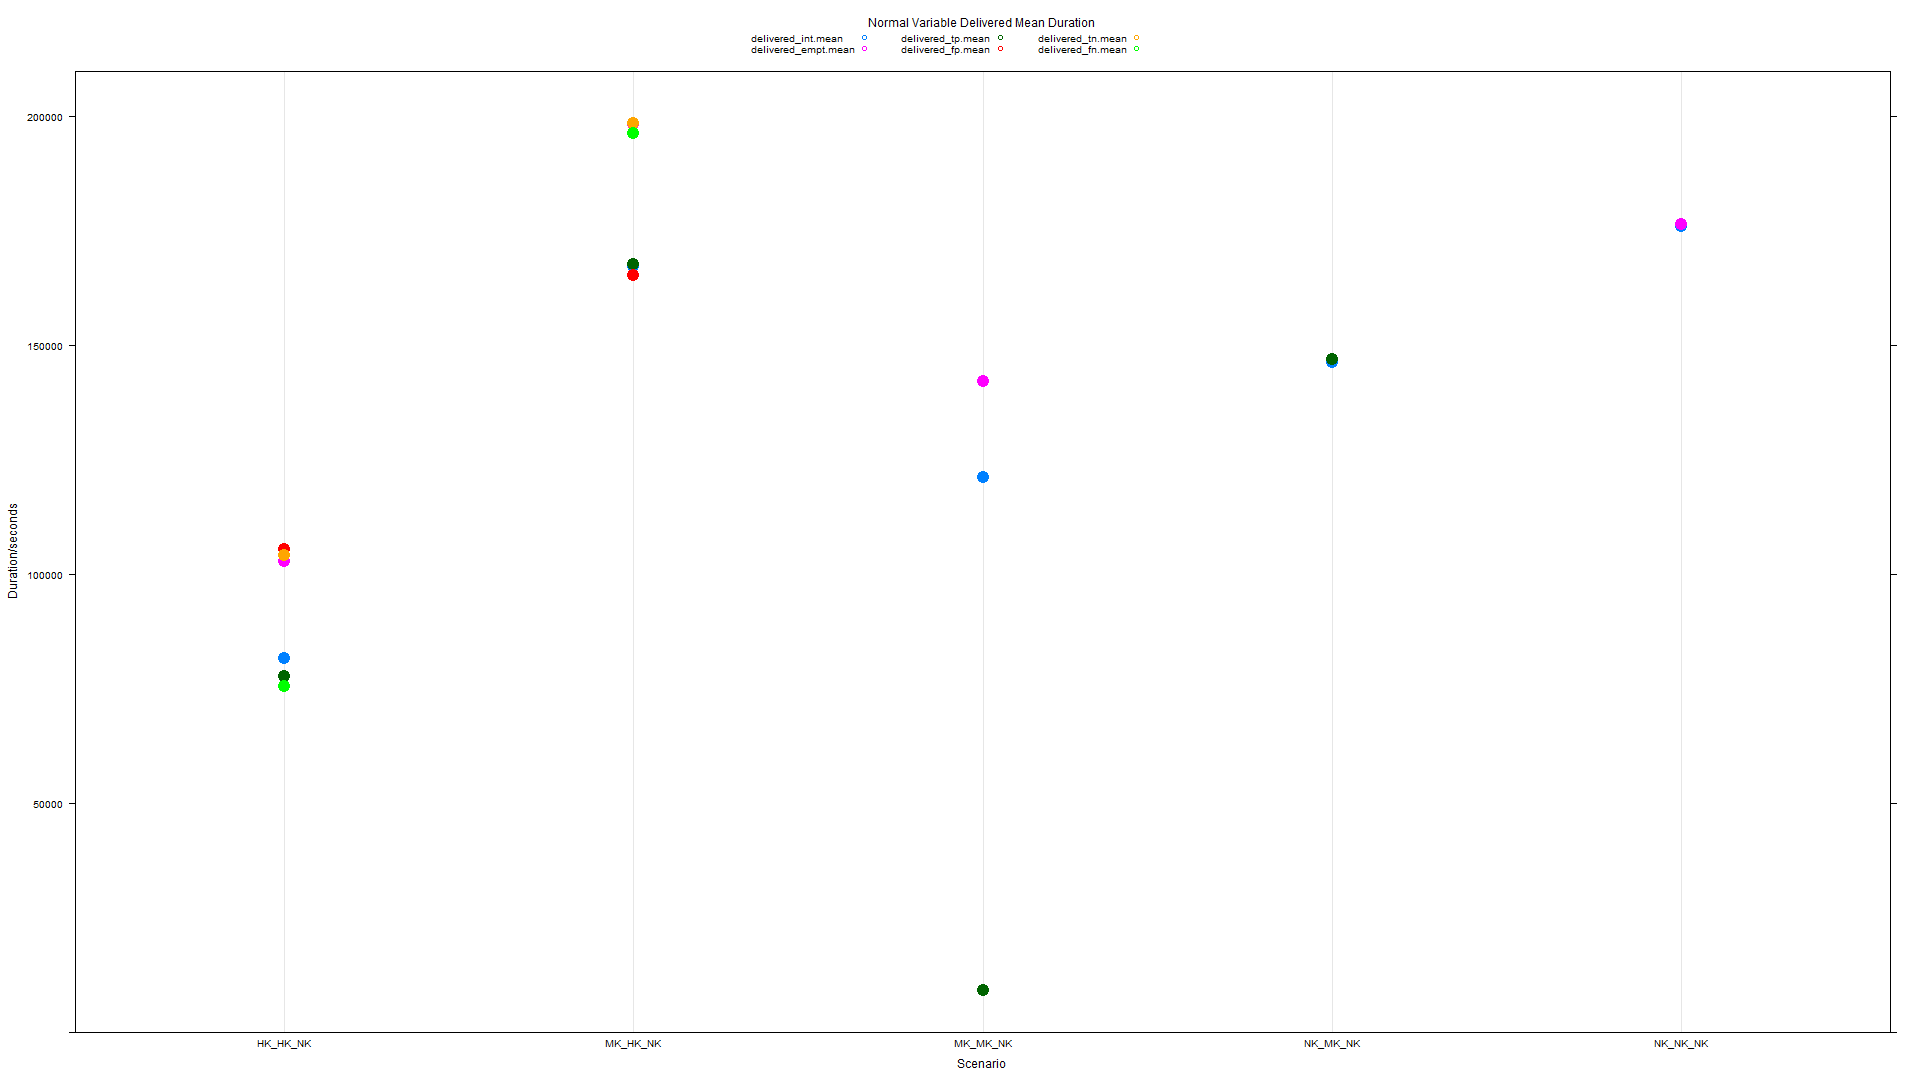 Normal Variable Delivered Mean Duration
delivered_int.mean delivered_tp.mean delivered_tn.mean
delivered_empt.mean delivered_fp.mean delivered_fn.mean
200000
150000
100000
50000
Duration/seconds
HK_HK_NK MK_HK_NK MK_MK_NK NK_MK_NK NK_NK_NK
Scenario